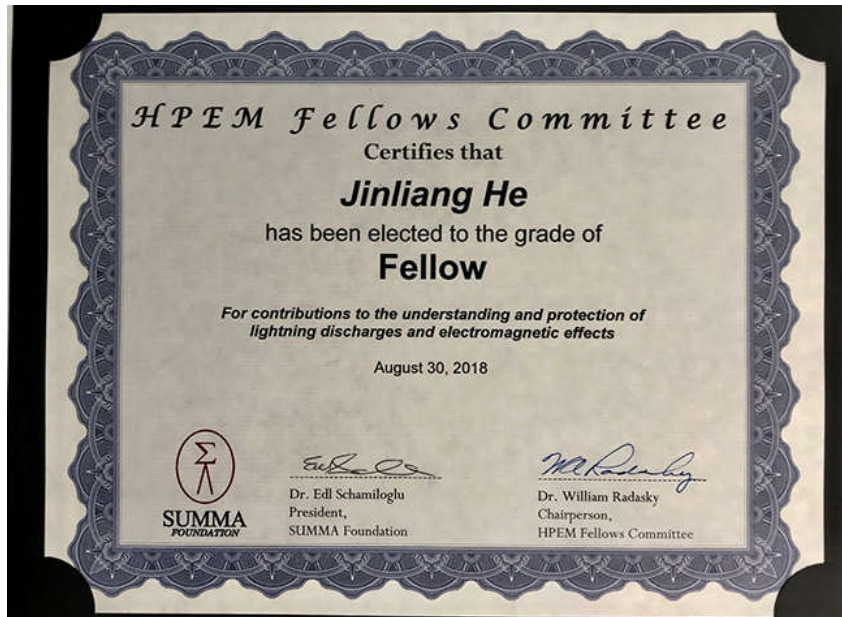 HPEM Fellows Committee
Certifies that
Jinliang He
has been elected to the grade of
Fellow
For contributions to the understanding and protection of
lightning discharges and electromagnetic effects
August 30, 2018
Σ
SUMMA
FOUNDATION
Dr. Edl Schamiloglu
President,
SUMMA Foundation
WARadasky
Dr. William Radasky
Chairperson,
HPEM Fellows Committee